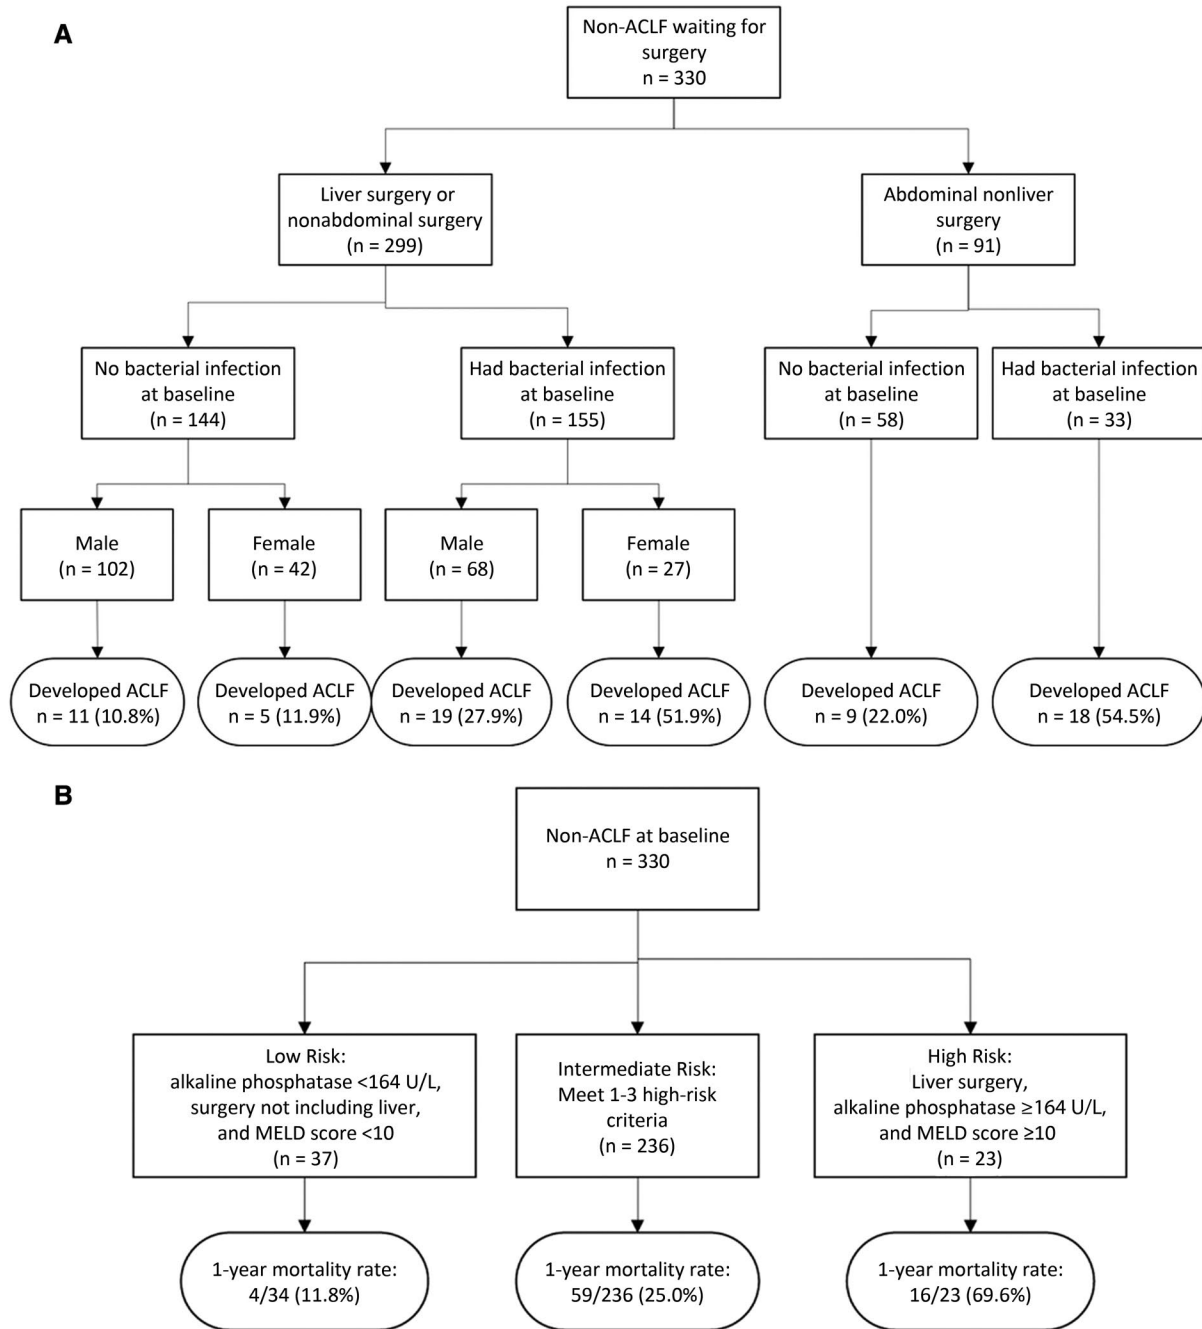 A
Non-ACLF waiting for
surgery
n = 330
Liver surgery or
nonabdominal surgery
(n = 299)
Abdominal nonliver
surgery
(n = 91)
No bacterial infection
at baseline
(n = 144)
Had bacterial infection
at baseline
(n = 155)
No bacterial infection
at baseline
(n = 58)
Had bacterial infection
at baseline
(n = 33)
Male
(n = 102)
Female
(n = 42)
Male
(n = 68)
Female
(n = 27)
Developed ACLF
n = 11 (10.8%)
Developed ACLF
n = 5 (11.9%)
Developed ACLF
n = 19 (27.9%)
Developed ACLF
n = 14 (51.9%)
Developed ACLF
n = 9 (22.0%)
Developed ACLF
n = 18 (54.5%)
B
Non-ACLF at baseline
n = 330
Low Risk:
alkaline phosphatase <164 U/L,
surgery not including liver,
and MELD score <10
(n = 37)
Intermediate Risk:
Meet 1-3 high-risk
criteria
(n = 236)
High Risk:
Liver surgery,
alkaline phosphatase ≥164 U/L,
and MELD score ≥10
(n = 23)
1-year mortality rate:
4/34 (11.8%)
1-year mortality rate:
59/236 (25.0%)
1-year mortality rate:
16/23 (69.6%)